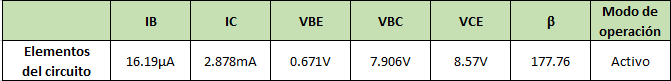 IB IC VBE VBC VCE β Modo de
operación
Elementos
del circuito 16.19µA 2.878mA 0.671V 7.906V 8.57V 177.76 Activo